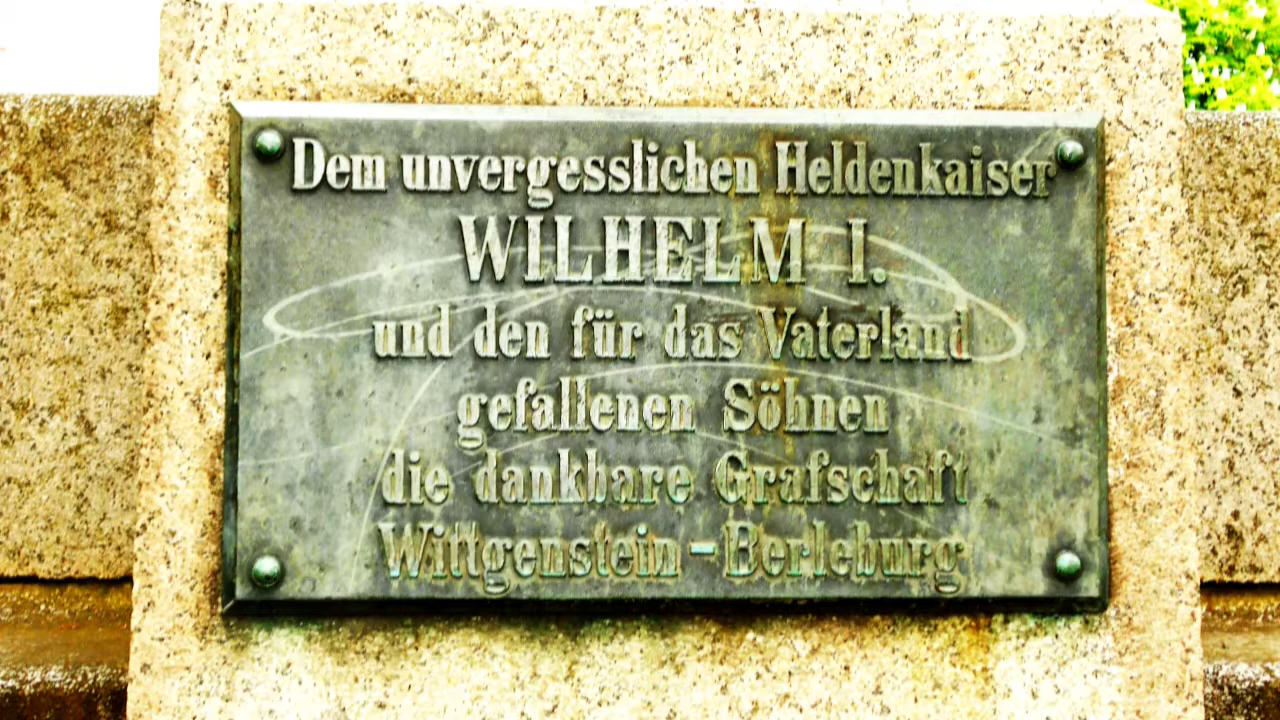 Dem unvergesslichen Heldenkaiser
WILHELM I.
und den für das Vaterland
gefallenen Söhnen
die dankbare Grafschaft
Wittgenstein - Berleburg